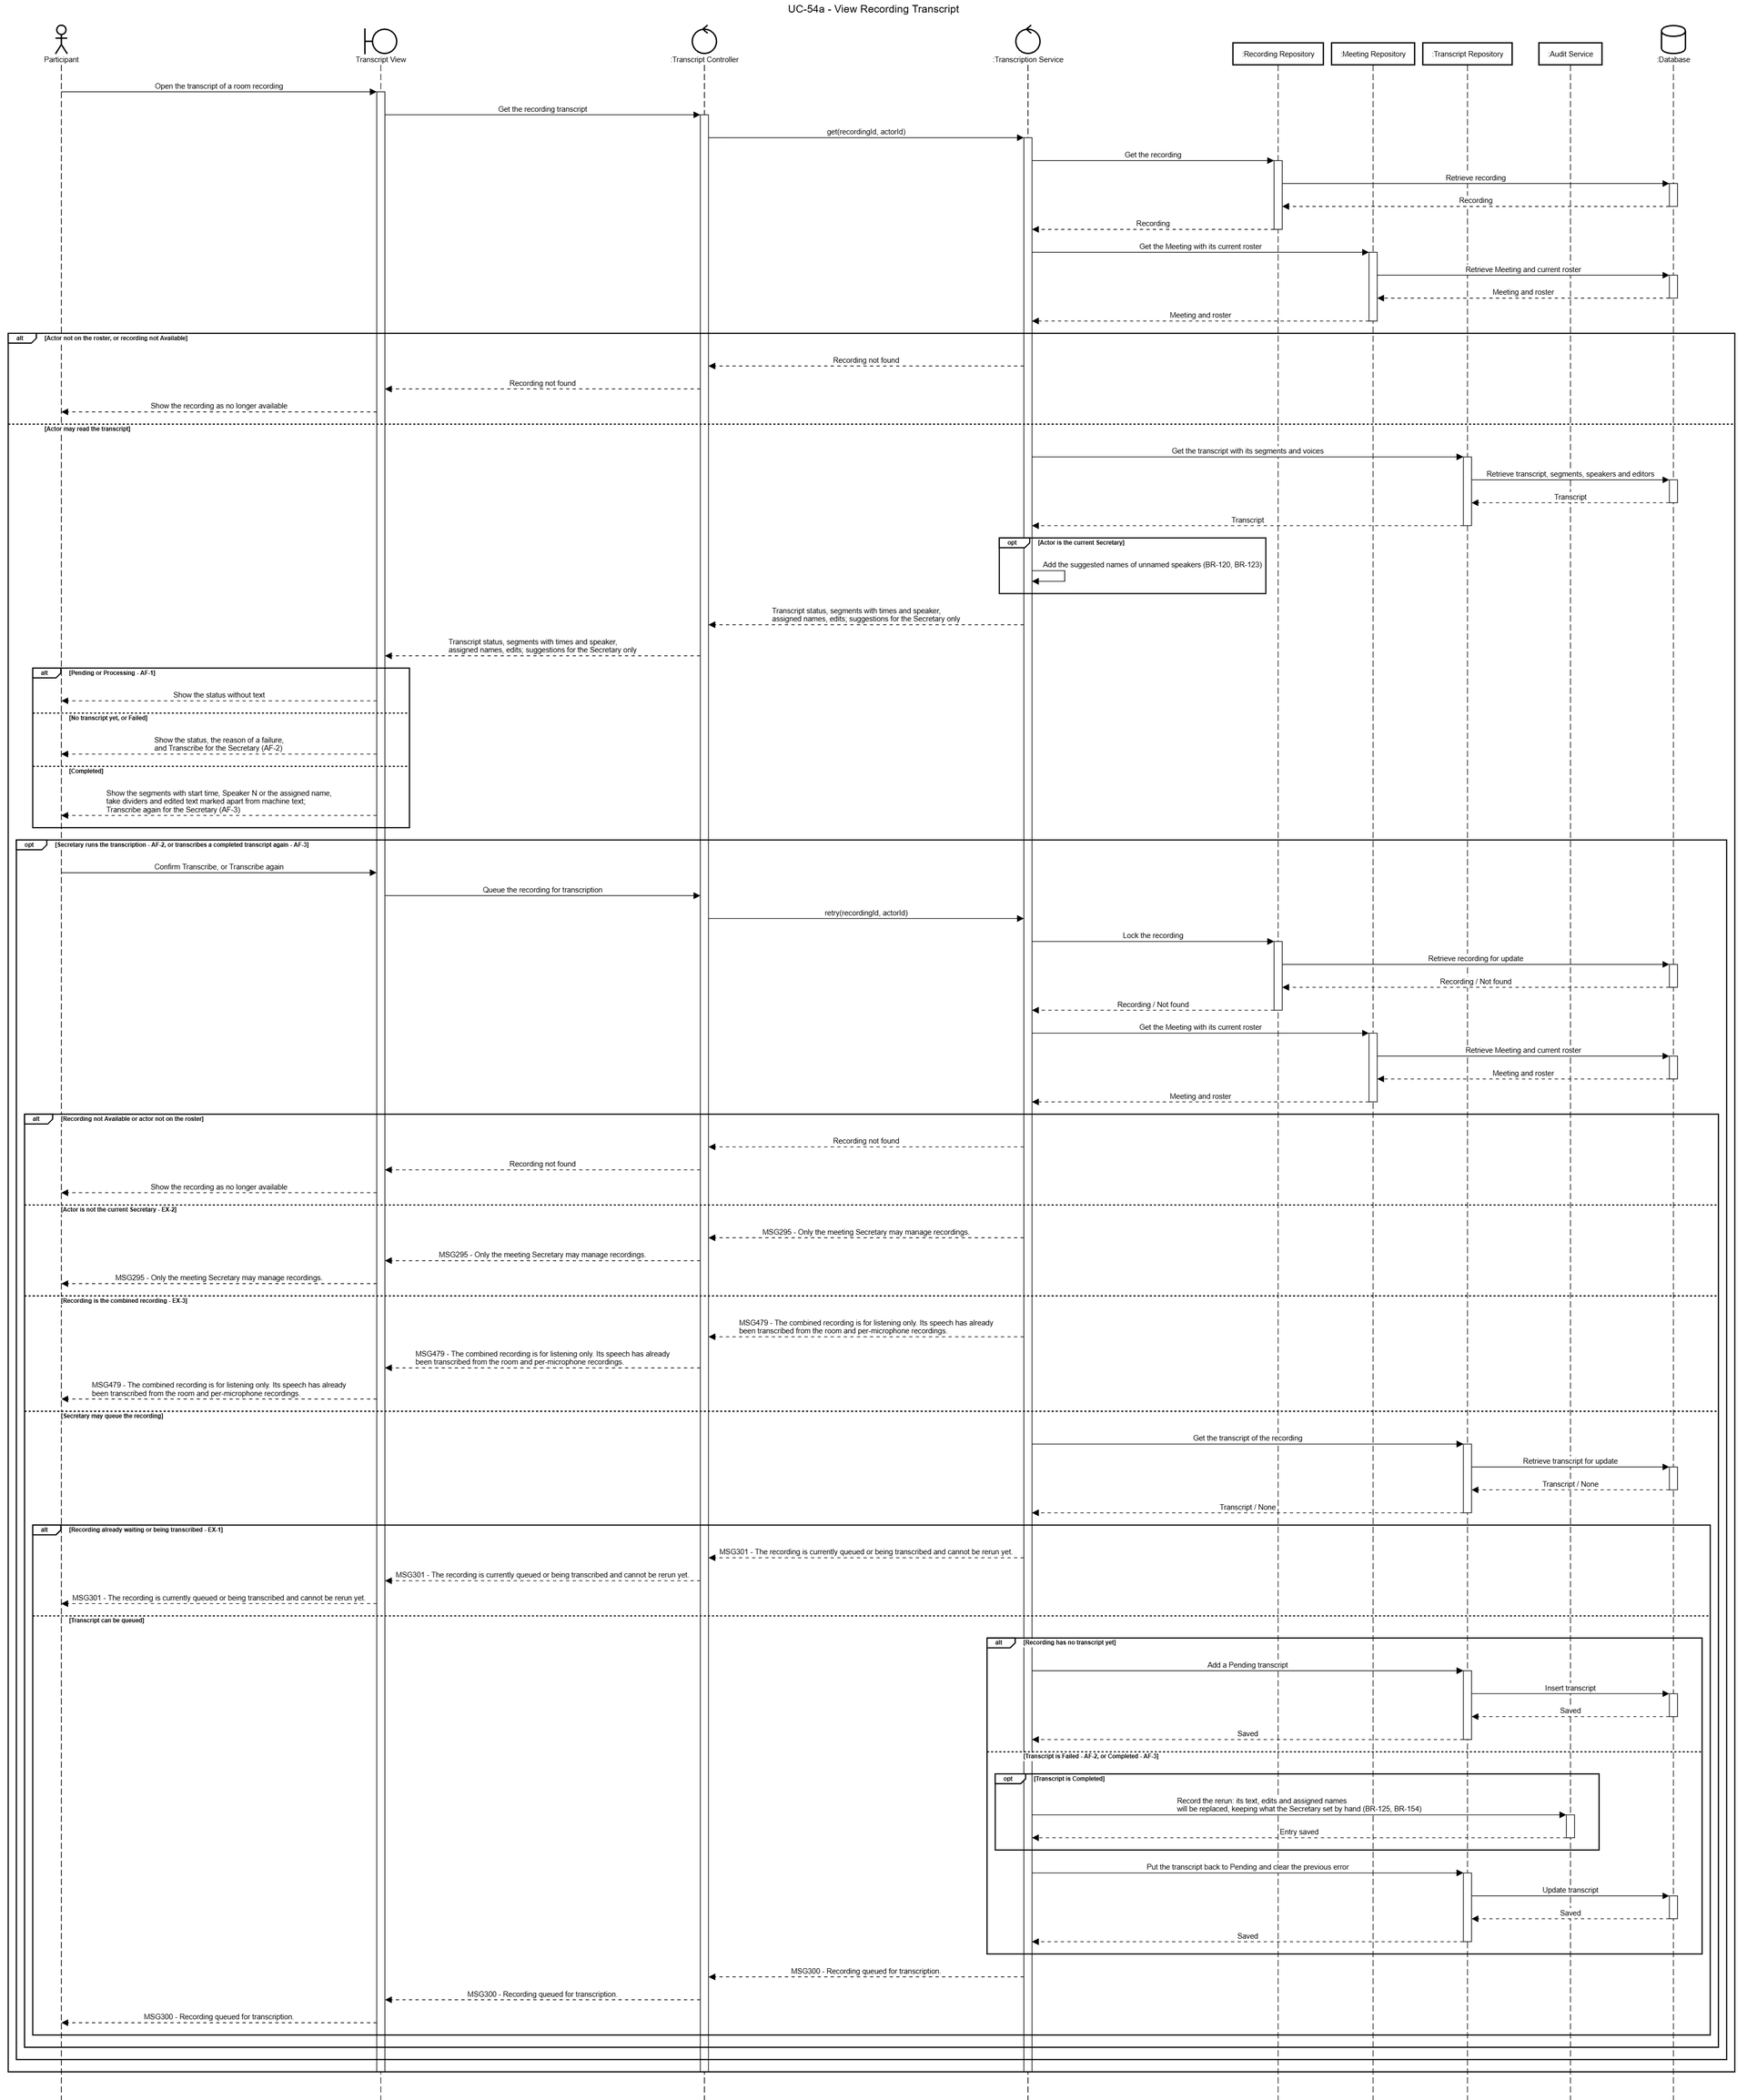 UC-54a - View Recording Transcript
Participant
Transcript View
:Transcript Controller
:Transcription Service
:Recording Repository
:Meeting Repository
:Transcript Repository
:Audit Service
:Database
Open the transcript of a room recording
Get the recording transcript
get(recordingId, actorId)
Get the recording
Retrieve recording
Recording
Recording
Get the Meeting with its current roster
Retrieve Meeting and current roster
Meeting and roster
Meeting and roster
alt [Actor not on the roster, or recording not Available]
Recording not found
Recording not found
Show the recording as no longer available
[Actor may read the transcript]
Get the transcript with its segments and voices
Retrieve transcript, segments, speakers and editors
Transcript
Transcript
opt [Actor is the current Secretary]
Add the suggested names of unnamed speakers (BR-120, BR-123)
Transcript status, segments with times and speaker,
assigned names, edits; suggestions for the Secretary only
Transcript status, segments with times and speaker,
assigned names, edits; suggestions for the Secretary only
alt [Pending or Processing - AF-1]
Show the status without text
[No transcript yet, or Failed]
Show the status, the reason of a failure,
and Transcribe for the Secretary (AF-2)
[Completed]
Show the segments with start time, Speaker N or the assigned name,
take dividers and edited text marked apart from machine text;
Transcribe again for the Secretary (AF-3)
opt [Secretary runs the transcription - AF-2, or transcribes a completed transcript again - AF-3]
Confirm Transcribe, or Transcribe again
Queue the recording for transcription
retry(recordingId, actorId)
Lock the recording
Retrieve recording for update
Recording / Not found
Recording / Not found
Get the Meeting with its current roster
Retrieve Meeting and current roster
Meeting and roster
Meeting and roster
alt [Recording not Available or actor not on the roster]
Recording not found
Recording not found
Show the recording as no longer available
[Actor is not the current Secretary - EX-2]
MSG295 - Only the meeting Secretary may manage recordings.
MSG295 - Only the meeting Secretary may manage recordings.
MSG295 - Only the meeting Secretary may manage recordings.
[Recording is the combined recording - EX-3]
MSG479 - The combined recording is for listening only. Its speech has already
been transcribed from the room and per-microphone recordings.
MSG479 - The combined recording is for listening only. Its speech has already
been transcribed from the room and per-microphone recordings.
MSG479 - The combined recording is for listening only. Its speech has already
been transcribed from the room and per-microphone recordings.
[Secretary may queue the recording]
Get the transcript of the recording
Retrieve transcript for update
Transcript / None
Transcript / None
alt [Recording already waiting or being transcribed - EX-1]
MSG301 - The recording is currently queued or being transcribed and cannot be rerun yet.
MSG301 - The recording is currently queued or being transcribed and cannot be rerun yet.
MSG301 - The recording is currently queued or being transcribed and cannot be rerun yet.
[Transcript can be queued]
alt [Recording has no transcript yet]
Add a Pending transcript
Insert transcript
Saved
Saved
[Transcript is Failed - AF-2, or Completed - AF-3]
opt [Transcript is Completed]
Record the rerun: its text, edits and assigned names
will be replaced, keeping what the Secretary set by hand (BR-125, BR-154)
Entry saved
Put the transcript back to Pending and clear the previous error
Update transcript
Saved
Saved
MSG300 - Recording queued for transcription.
MSG300 - Recording queued for transcription.
MSG300 - Recording queued for transcription.